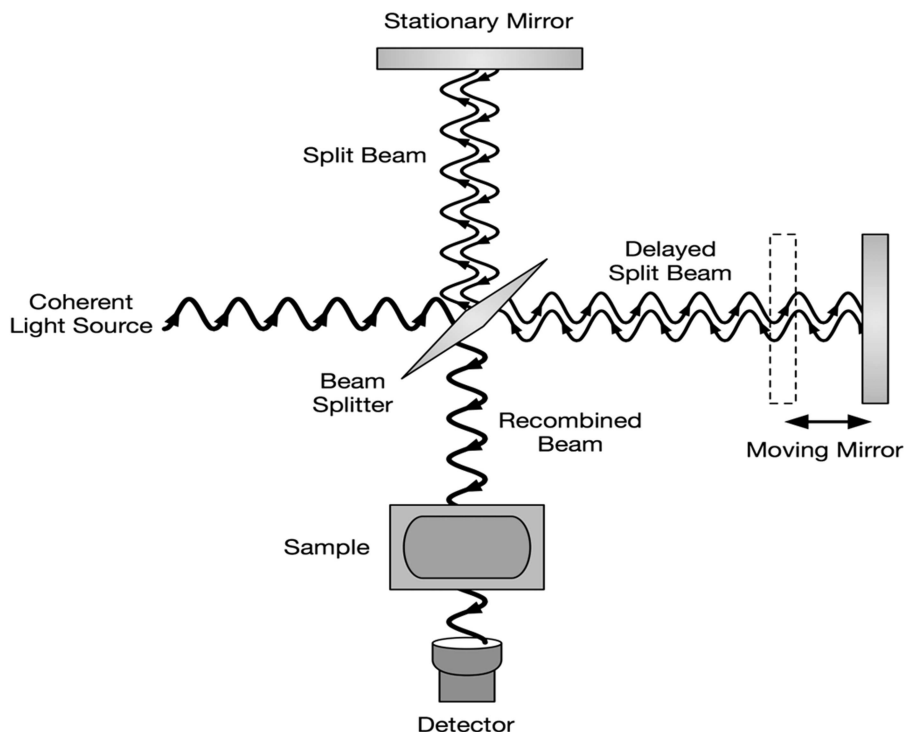 Stationary Mirror
Split Beam
Delayed
Split Beam
Coherent
Light Source
Beam
Splitter
Recombined
Beam
Moving Mirror
Sample
Detector